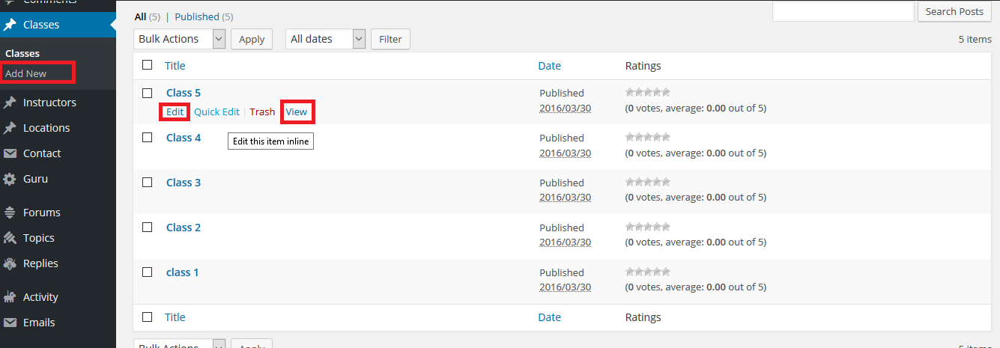 Comments
Classes
Classes
Add New
Instructors
Locations
Contact
Guru
Forums
Topics
Replies
Activity
Emails
All (5) | Published (5)
Search Posts
Bulk Actions Apply All dates Filter 5 items
Title Date Ratings
Class 5 Published
Edit | Quick Edit | Trash | View 2016/03/30 (0 votes, average: 0.00 out of 5)
Edit this item inline
Class 4 Published
2016/03/30 (0 votes, average: 0.00 out of 5)
Class 3 Published
2016/03/30 (0 votes, average: 0.00 out of 5)
Class 2 Published
2016/03/30 (0 votes, average: 0.00 out of 5)
class 1 Published
2016/03/30 (0 votes, average: 0.00 out of 5)
Title Date Ratings
Bulk Actions Apply 5 items